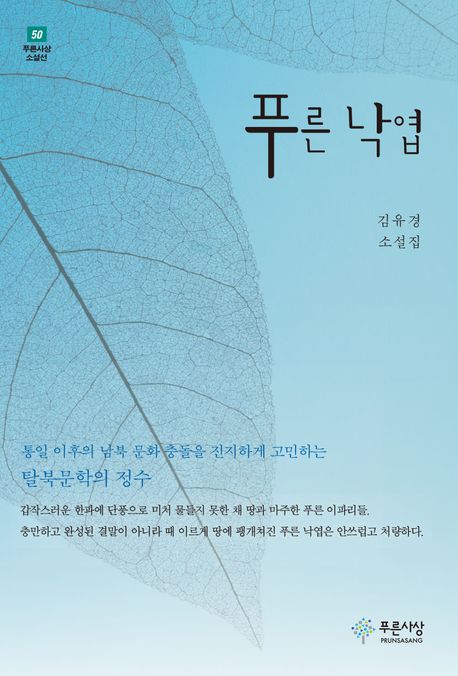 50
푸른사상
소설선
푸른 낙엽
김유경
소설집
통일 이후의 남북 문화 충돌을 진지하게 고민하는
탈북문학의 정수
갑작스러운 한파에 단풍으로 미처 물들지 못한 채 땅과 마주한 푸른 이파리들.
충만하고 완성된 결말이 아니라 때 이르게 땅에 팽개쳐진 푸른 낙엽은 안쓰럽고 처량하다.
푸른사상
PRUNSASANG